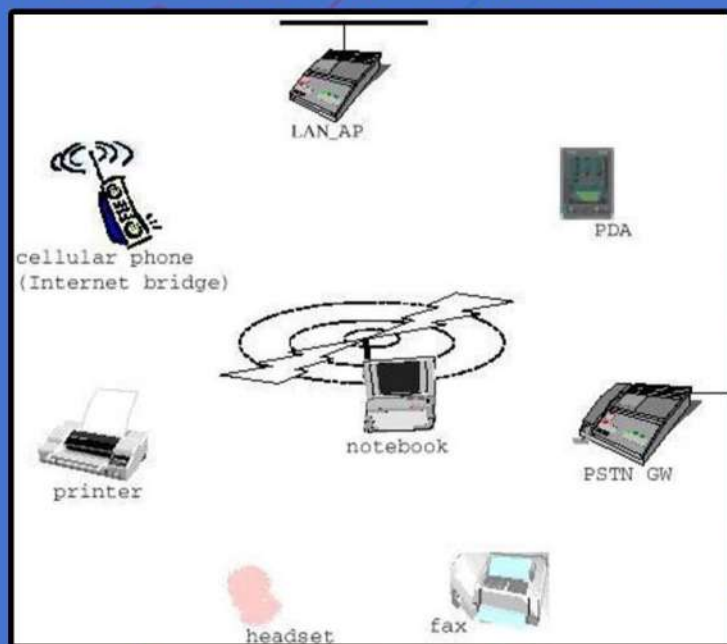 LAN_AP
PDA
cellular phone
(Internet bridge)
notebook
PSTN GW
printer
fax
headset